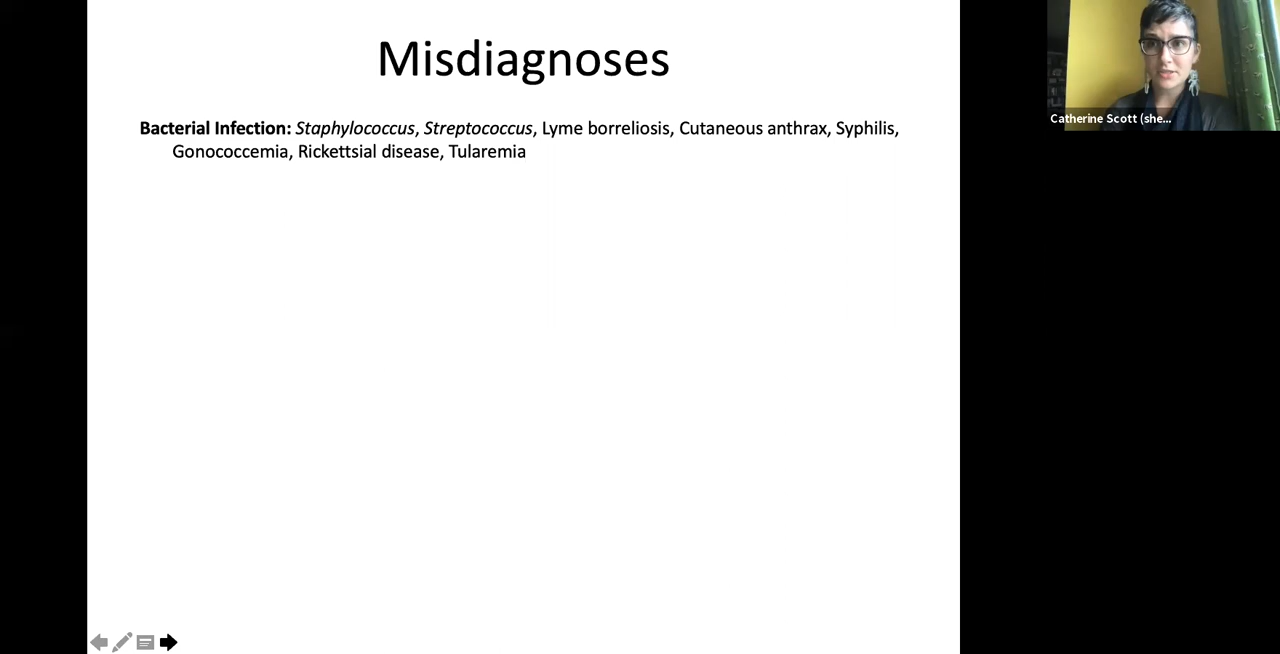 Misdiagnoses
Bacterial Infection: Staphylococcus, Streptococcus, Lyme borreliosis, Cutaneous anthrax, Syphilis,
Gonococcemia, Rickettsial disease, Tularemia
Catherine Scott (she...